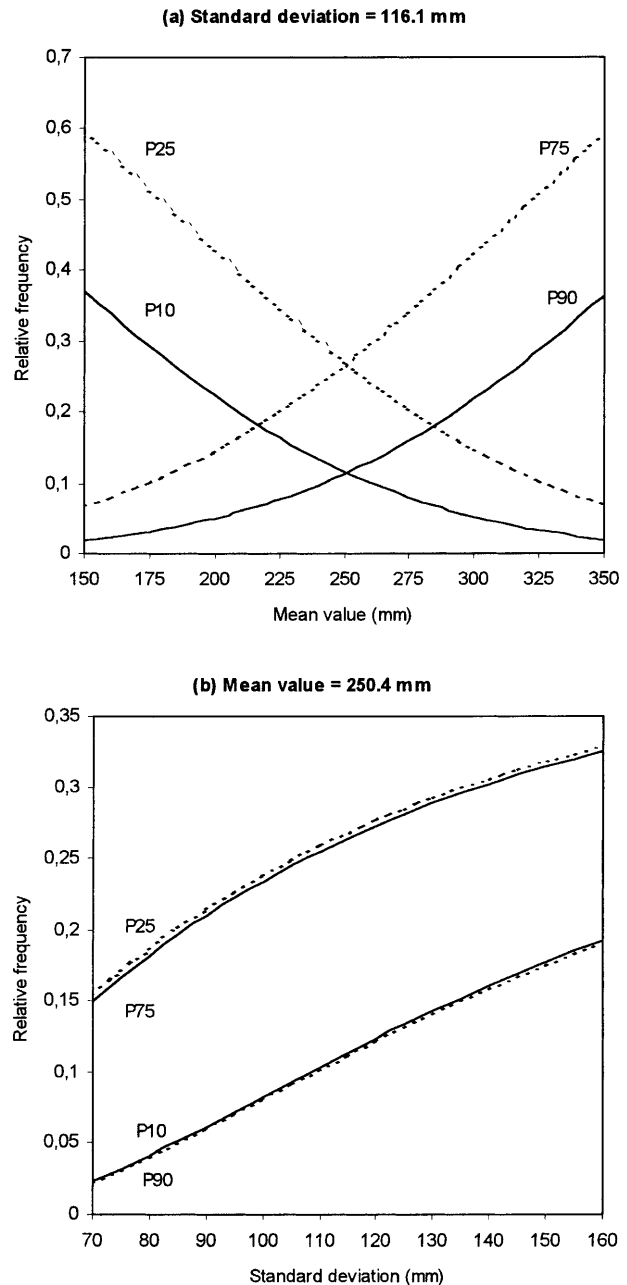 (a) Standard deviation = 116.1 mm
0,7
0,6
0,5
0,4
0,3
0,2
0,1
0
Relative frequency
P25
P75
P10
P90
150 175 200 225 250 275 300 325 350
Mean value (mm)
(b) Mean value = 250.4 mm
0,35
0,3
0,25
0,2
0,15
0,1
0,05
0
Relative frequency
P25
P75
P10
P90
70 80 90 100 110 120 130 140 150 160
Standard deviation (mm)